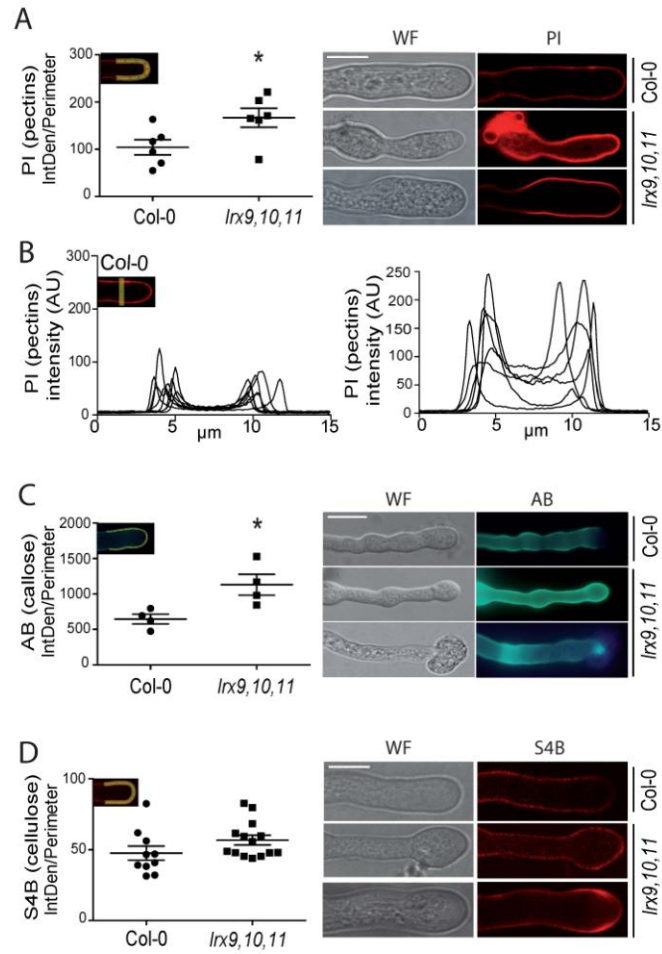 A
PI (pectins)
IntDen/Perimeter
300
200
100
0
*
Col-0
lrx9,10,11
WF
PI
Col-0
lrx9,10,11
B
Col-0
PI (pectins)
intensity (AU)
300
200
100
0
0
5
10
15
µm
PI (pectins)
intensity (AU)
250
200
150
100
50
0
0
5
10
15
µm
C
AB (callose)
IntDen/Perimeter
2000
1500
1000
500
0
*
Col-0
lrx9,10,11
WF
AB
Col-0
lrx9,10,11
D
S4B (cellulose)
IntDen/Perimeter
100
50
0
Col-0
lrx9,10,11
WF
S4B
Col-0
lrx9,10,11